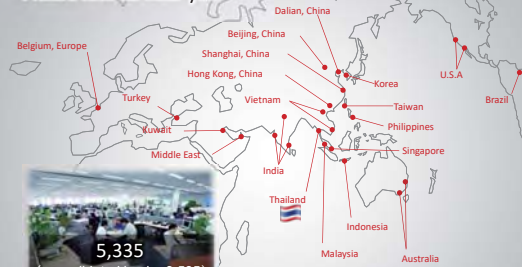 Dalian, China
Beijing, China
Belgium, Europe
Shanghai, China
Hong Kong, China
Korea
U.S.A
Turkey
Vietnam
Brazil
Taiwan
Kuwait
Philippines
Middle East
Singapore
India
Thailand
Indonesia
5,335
Malaysia
Australia